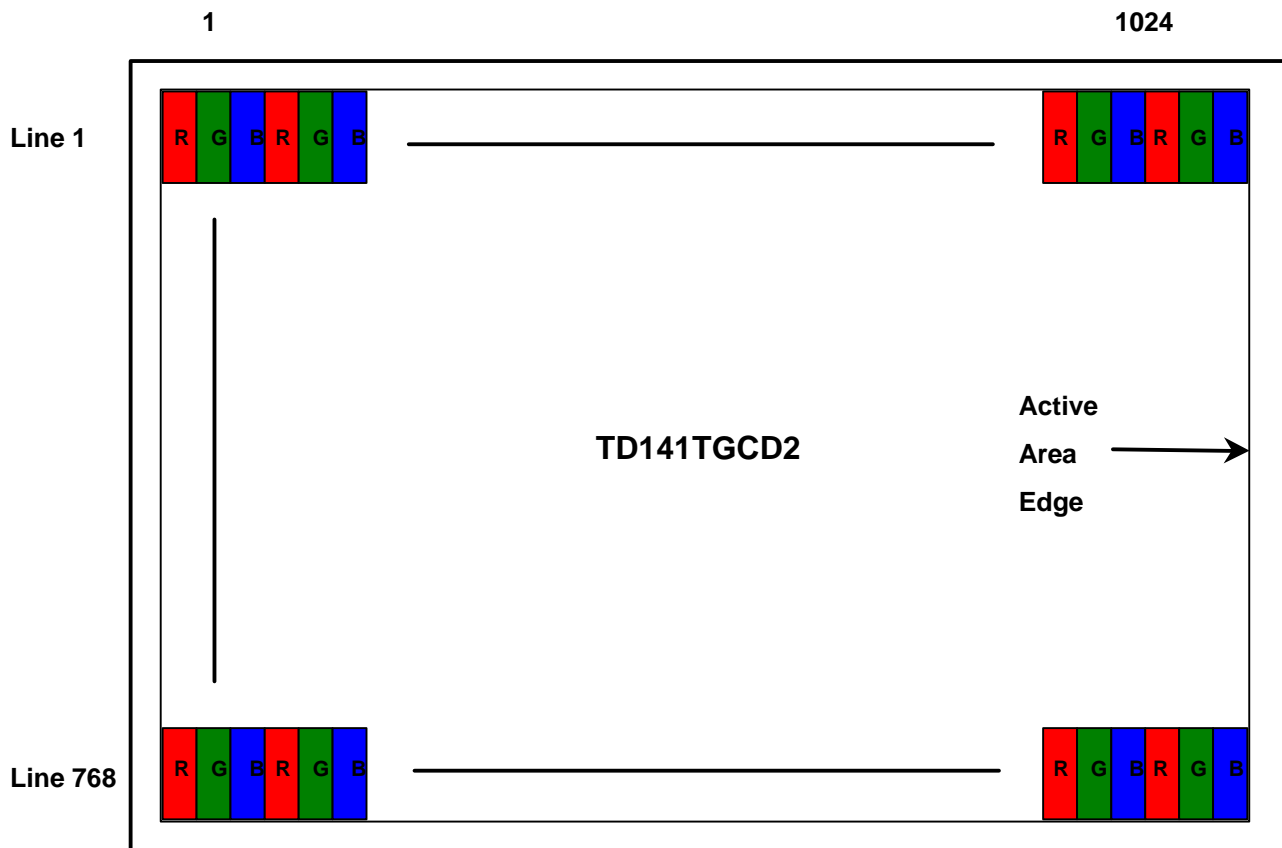 1 1024
Line 1 R G B R G B R G B R G B
Active
TD141TGCD2 Area
Edge
Line 768 R G B R G B R G B R G B